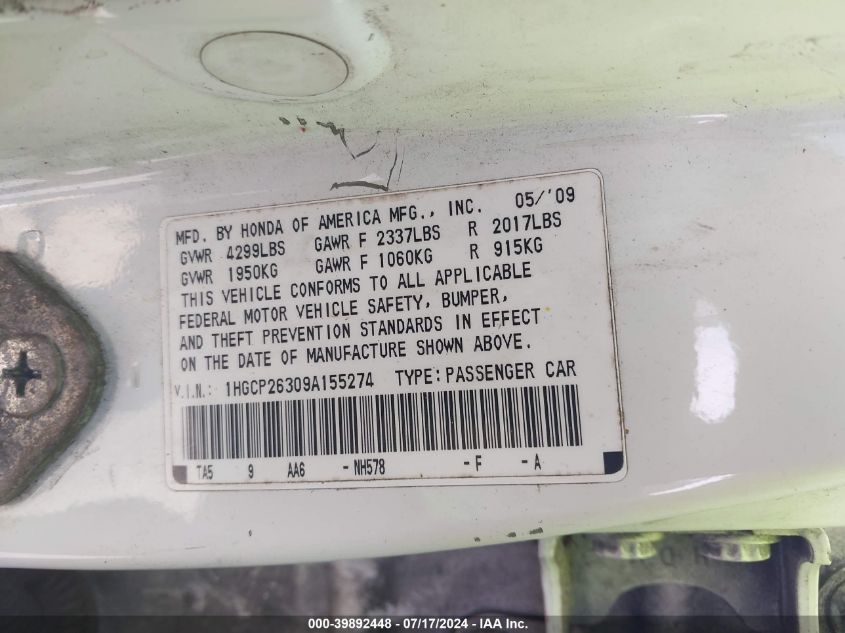 MFD. BY HONDA OF AMERICA MFG., INC. 05/'09
GVWR 4299LBS GAWR F 2337LBS R 2017LBS
GVWR 1950KG GAWR F 1060KG R 915KG
THIS VEHICLE CONFORMS TO ALL APPLICABLE
FEDERAL MOTOR VEHICLE SAFETY, BUMPER,
AND THEFT PREVENTION STANDARDS IN EFFECT
ON THE DATE OF MANUFACTURE SHOWN ABOVE.
V.I.N.: 1HGCP26309A155274 TYPE: PASSENGER CAR
TA5 9 AA6 -NH578 -F -A
000-39892448 - 07/17/2024 - IAA Inc.